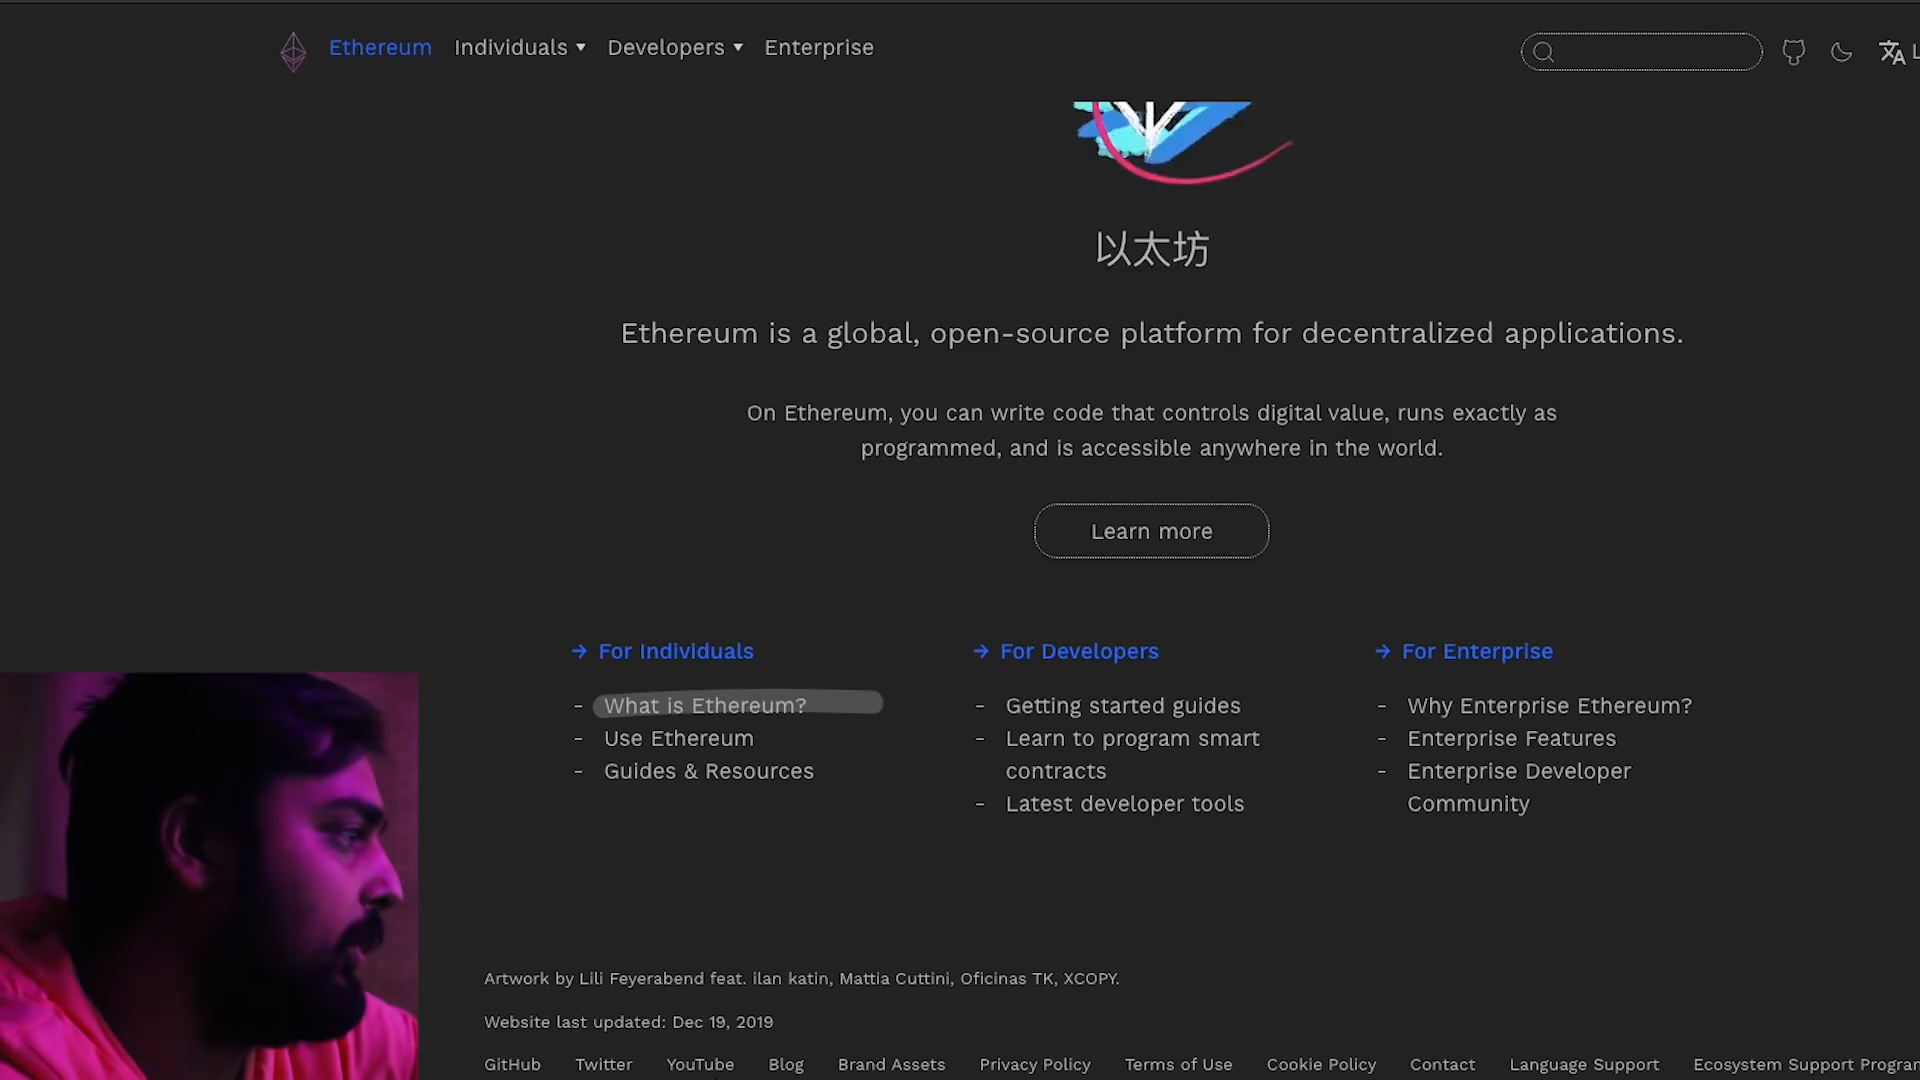 Ethereum Individuals Developers Enterprise
以太坊
Ethereum is a global, open-source platform for decentralized applications.
On Ethereum, you can write code that controls digital value, runs exactly as
programmed, and is accessible anywhere in the world.
Learn more
→ For Individuals
- What is Ethereum?
- Use Ethereum
- Guides & Resources
→ For Developers
- Getting started guides
- Learn to program smart
contracts
- Latest developer tools
→ For Enterprise
- Why Enterprise Ethereum?
- Enterprise Features
- Enterprise Developer
Community
Artwork by Lili Feyerabend feat. ilan katin, Mattia Cuttini, Oficinas TK, XCOPY.
Website last updated: Dec 19, 2019
GitHub Twitter YouTube Blog Brand Assets Privacy Policy Terms of Use Cookie Policy Contact Language Support Ecosystem Support